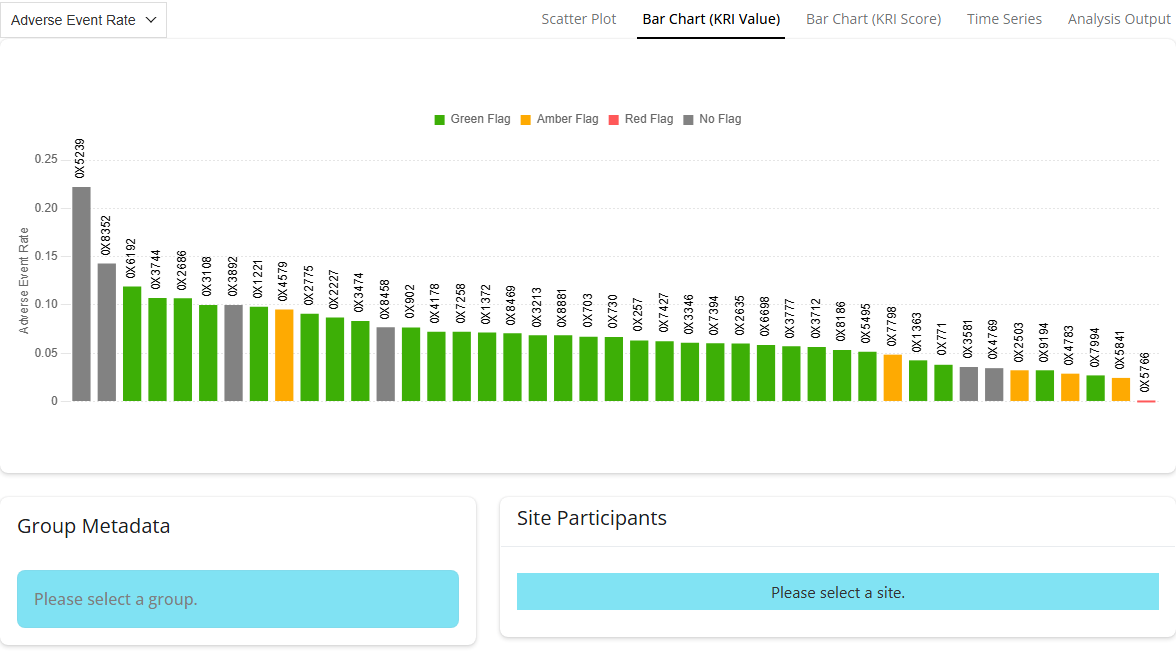 Adverse Event Rate
Scatter Plot
Bar Chart (KRI Value)
Bar Chart (KRI Score)
Time Series
Analysis Output
Green Flag
Amber Flag
Red Flag
No Flag
Adverse Event Rate
0.25
0.20
0.15
0.10
0.05
0
0X5239
0X8352
0X6192
0X3744
0X2686
0X3108
0X3892
0X1221
0X4579
0X2775
0X2227
0X3474
0X8458
0X902
0X4178
0X7258
0X1372
0X8469
0X3213
0X8881
0X703
0X730
0X257
0X7427
0X3346
0X7394
0X2635
0X6698
0X3777
0X3712
0X8186
0X5495
0X7798
0X1363
0X771
0X3581
0X4769
0X2503
0X9194
0X4783
0X7994
0X5841
0X5766
Group Metadata
Please select a group.
Site Participants
Please select a site.